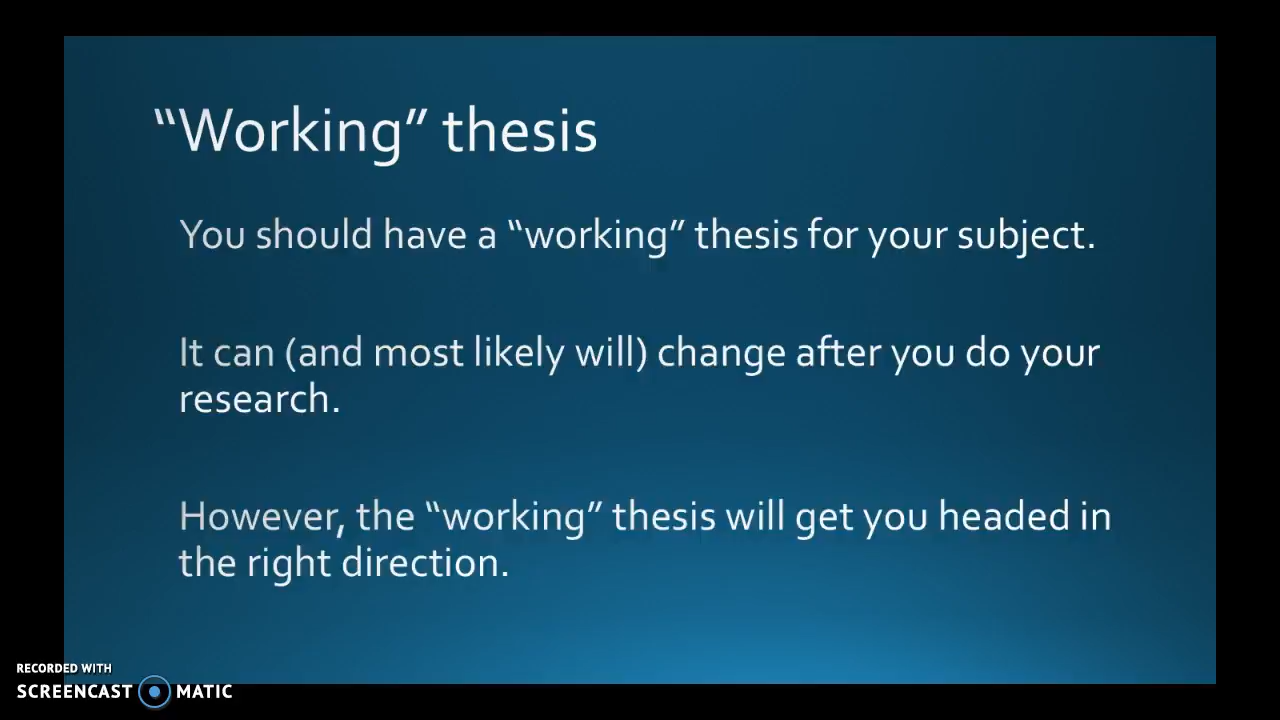 “Working” thesis
You should have a “working” thesis for your subject.
It can (and most likely will) change after you do your
research.
However, the “working” thesis will get you headed in
the right direction.
RECORDED WITH
SCREENCAST MATIC